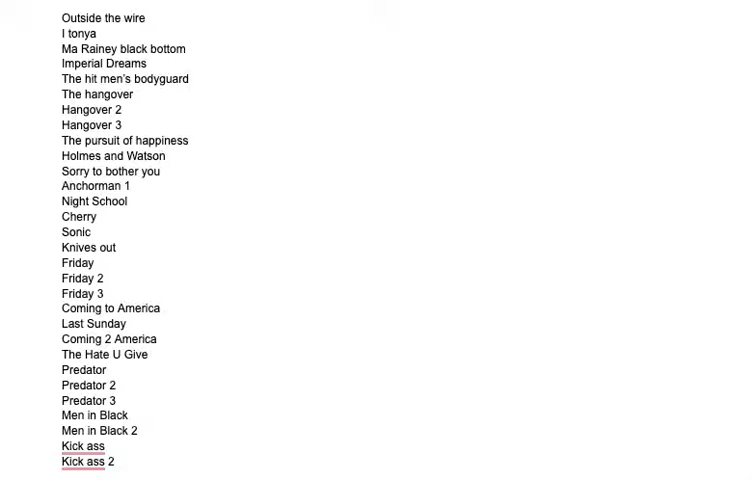 Outside the wire
I tonya
Ma Rainey black bottom
Imperial Dreams
The hit men’s bodyguard
The hangover
Hangover 2
Hangover 3
The pursuit of happiness
Holmes and Watson
Sorry to bother you
Anchorman 1
Night School
Cherry
Sonic
Knives out
Friday
Friday 2
Friday 3
Coming to America
Last Sunday
Coming 2 America
The Hate U Give
Predator
Predator 2
Predator 3
Men in Black
Men in Black 2
Kick ass
Kick ass 2